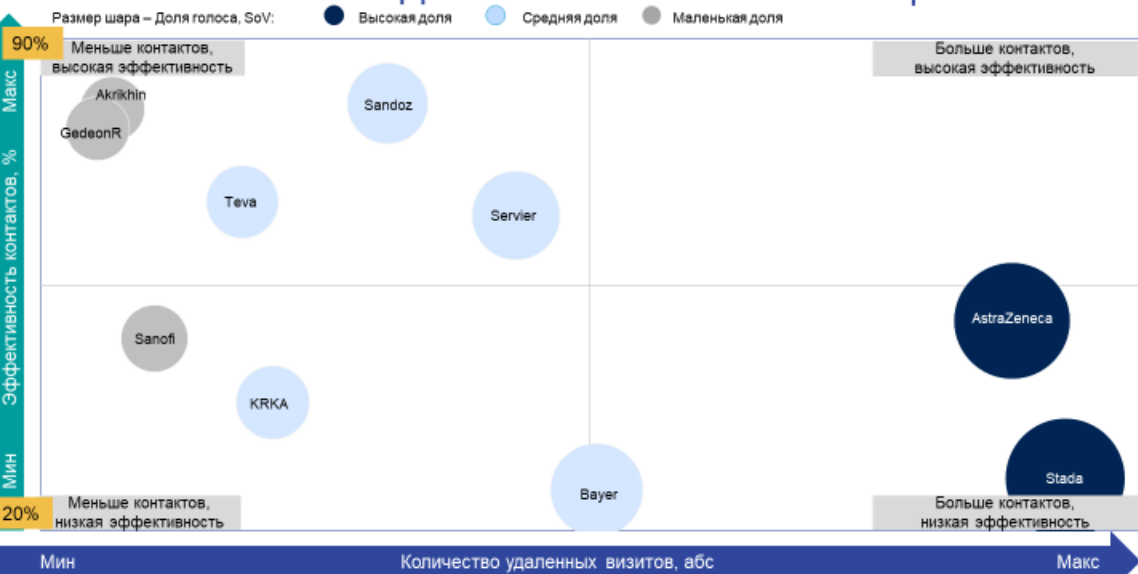 Размер шара – Доля голоса, SoV:
Высокая доля
Средняя доля
Маленькая доля
90%
Меньше контактов,
высокая эффективность
Больше контактов,
высокая эффективность
Макс
Эффективность контактов, %
Мин
Akrikhin
GedeonR
Sandoz
Teva
Servier
AstraZeneca
Sanofi
KRKA
Bayer
Stada
20%
Меньше контактов,
низкая эффективность
Больше контактов,
низкая эффективность
Мин
Количество удаленных визитов, абс
Макс